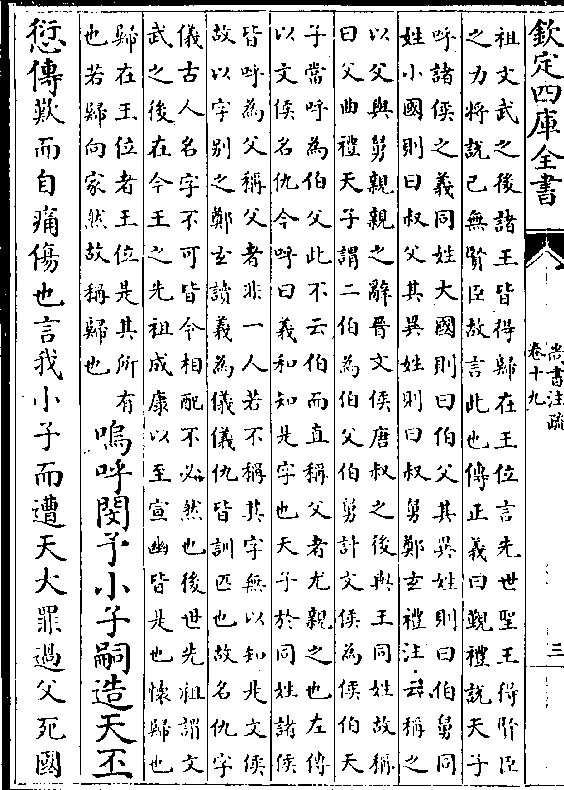 欽定四庫全書
尚書注疏
卷十九
三
祖文武之後諸王皆得歸在王位言先世聖王得賢臣
之力將說己無賢臣故言此也傳正義曰覲禮說天子
呼諸侯之義同姓大國則曰伯父其異姓則曰伯舅同
姓小國則曰叔父其異姓則曰叔舅鄭玄禮注云稱之
以父與舅親親之辭晉文侯唐叔之後與王同姓故稱
曰父曲禮天子謂二伯為伯父伯舅計文侯為侯伯天
子當呼為伯父此不云伯而直稱父者尤親之也左傳
以文侯名仇今呼曰義和知是字也天子於同姓諸侯
皆呼為父稱父者非一人若不稱其字無以知是文侯
故以字別之鄭玄讀義為儀儀仇皆訓匹也故名仇字
儀古人名字不可皆令相配不必然也後世先祖謂文
武之後在今王之先祖成康以至宣幽皆是也懷歸也
歸在王位者王位是其所有
也若歸向家然故稱歸也
嗚呼閔予小子嗣造天丕
愆傳歎而自痛傷也言我小子而遭天大罪過父死國